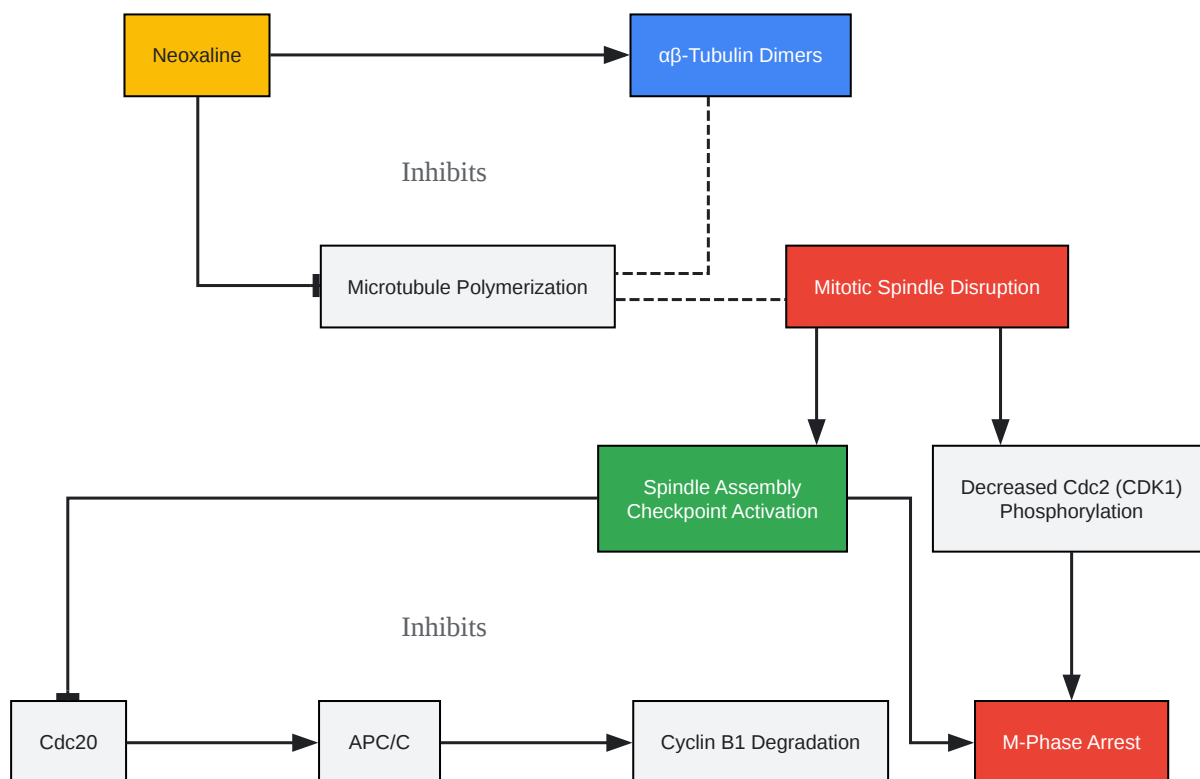 Neoxaline
αβ-Tubulin Dimers
Inhibits
Microtubule Polymerization
Mitotic Spindle Disruption
Spindle Assembly
Checkpoint Activation
Decreased Cdc2 (CDK1)
Phosphorylation
Inhibits
Cdc20
APC/C
Cyclin B1 Degradation
M-Phase Arrest